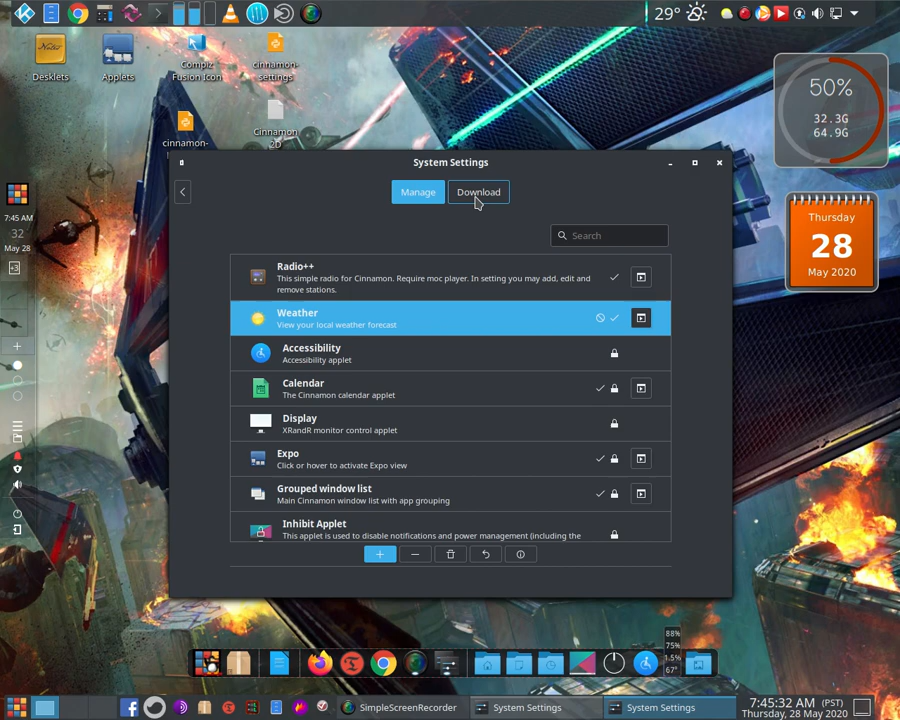 29°
Desklets
Applets
Compiz
Fusion Icon
cinnamon-
settings
cinnamon-
Cinnamon
2D
50%
32.3G
64.9G
Thursday
28
May 2020
7:45 AM
32
May 28
System Settings
Manage
Download
Search
Radio++
This simple radio for Cinnamon. Require moc player. In setting you may add, edit and
remove stations.
Weather
View your local weather forecast
Accessibility
Accessibility applet
Calendar
The Cinnamon calendar applet
Display
XRandR monitor control applet
Expo
Click or hover to activate Expo view
Grouped window list
Main Cinnamon window list with app grouping
Inhibit Applet
This applet is used to disable notifications and power management (including the
88%
75%
1.5%
67°
SimpleScreenRecorder
System Settings
System Settings
7:45:32 AM (PST)
Thursday, 28 May 2020